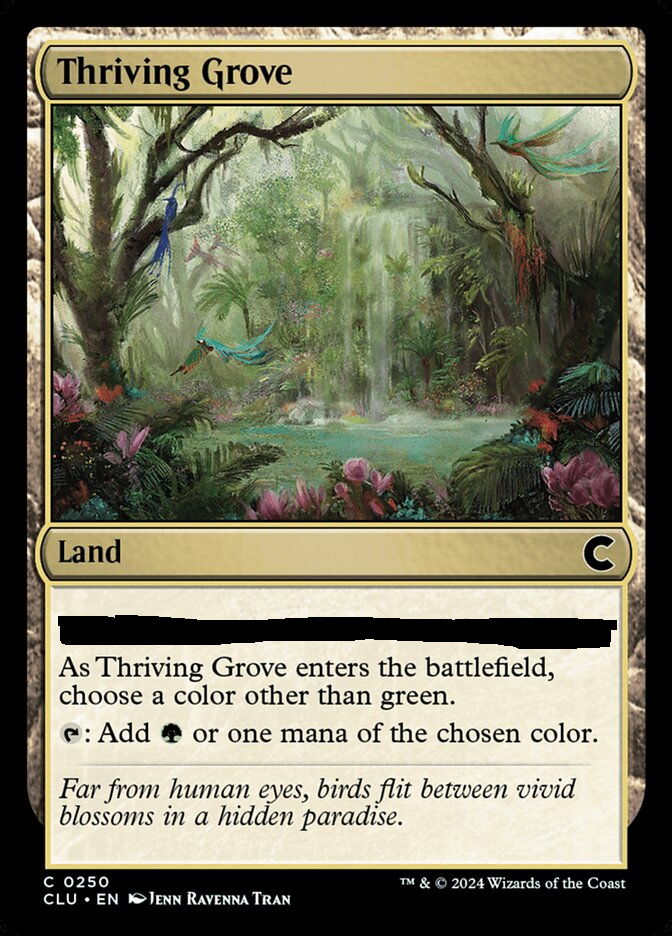 Thriving Grove
Land
As Thriving Grove enters the battlefield,
choose a color other than green.
: Add or one mana of the chosen color.
Far from human eyes, birds flit between vivid
blossoms in a hidden paradise.
C 0250
CLU • EN Jenn Ravenna Tran
™ & © 2024 Wizards of the Coast